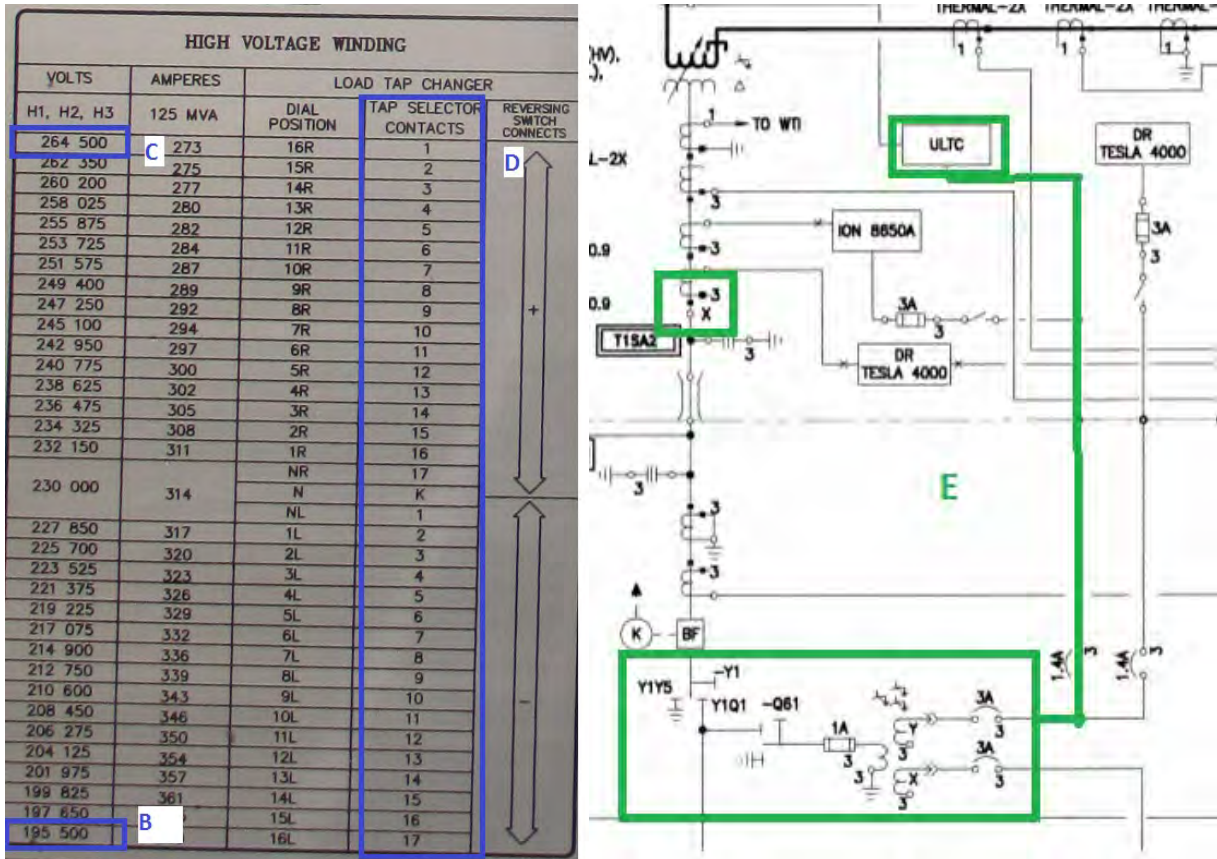 HIGH VOLTAGE WINDING
VOLTS AMPERES LOAD TAP CHANGER
H1, H2, H3 125 MVA DIAL POSITION TAP SELECTOR CONTACTS REVERSING SWITCH CONNECTS
264 500 C 273 16R 1 D
262 350 275 15R 2
260 200 277 14R 3
258 025 280 13R 4
255 875 282 12R 5
253 725 284 11R 6
251 575 287 10R 7
249 400 289 9R 8
247 250 292 8R 9 +
245 100 294 7R 10
242 950 297 6R 11
240 775 300 5R 12
238 625 302 4R 13
236 475 305 3R 14
234 325 308 2R 15
232 150 311 1R 16
NR 17
230 000 314 N K
NL 1
227 850 317 1L 2
225 700 320 2L 3
223 525 323 3L 4
221 375 326 4L 5
219 225 329 5L 6
217 075 332 6L 7
214 900 336 7L 8
212 750 339 8L 9
210 600 343 9L 10 -
208 450 346 10L 11
206 275 350 11L 12
204 125 354 12L 13
201 975 357 13L 14
199 825 361 14L 15
197 650 15L 16
195 500 B 16L 17
THERMAL-2X THERMAL-2X THERMAL-
1 1 1
HV).
).
1 TO WTI
L-2X
ULTC
DR
TESLA 4000
3
3A
3
0.9
3
ION 8650A
0.9
3
X
3A
3
T1SA2
3
DR
TESLA 4000
E
3
3
3
K BF
1.4A 3 1.4A 3
-Y1
Y1Y5
Y1Q1 -Q61
1A
3
Y
3
3A
3
X
3
3A
3